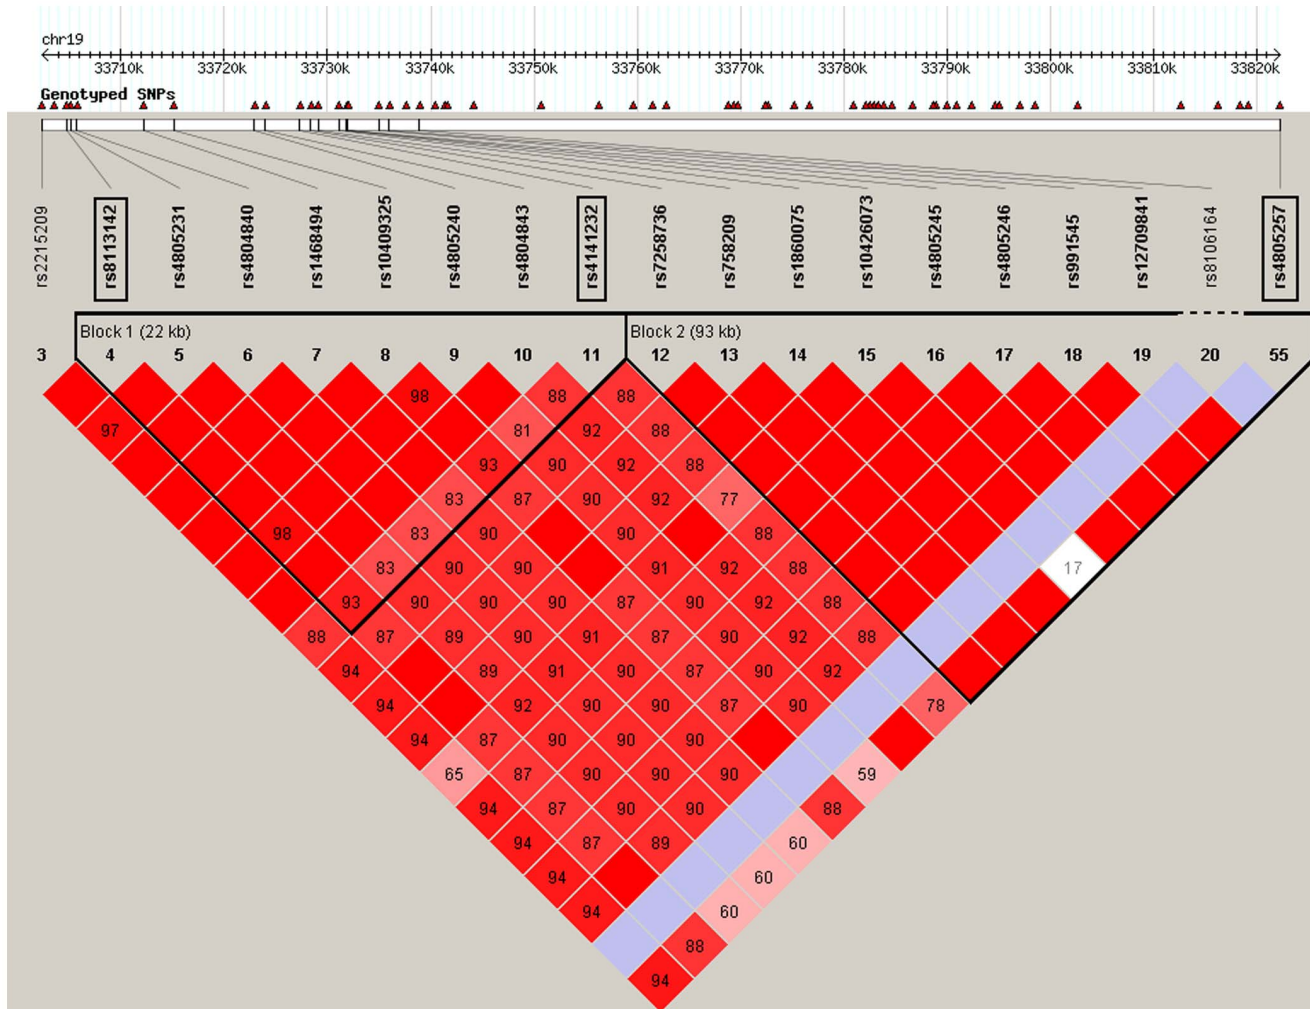 chr19
33710k 33720k 33730k 33740k 33750k 33760k 33770k 33780k 33790k 33800k 33810k 33820k
Genotyped SNPs
rs2215209
rs8113142
rs4805231
rs4804840
rs1468494
rs10409325
rs4805240
rs4804843
rs4141232
rs7258736
rs758209
rs1860075
rs10426073
rs4805245
rs4805246
rs991545
rs12709841
rs8106164
rs4805257
Block 1 (22 kb) Block 2 (93 kb)
3 4 5 6 7 8 9 10 11 12 13 14 15 16 17 18 19 20 55
98 88 88
97 81 92 88
93 90 92 88
83 87 90 92 77
98 83 90 90 88
83 90 90 91 92 88 17
93 90 90 90 87 90 92 88
88 87 89 90 91 87 90 92 88
94 89 91 90 87 90 92
94 92 90 90 87 90 78
94 87 90 90 90
65 87 90 90 90 59
94 87 90 90 88
94 87 89 60
94 60
94 60
88
94